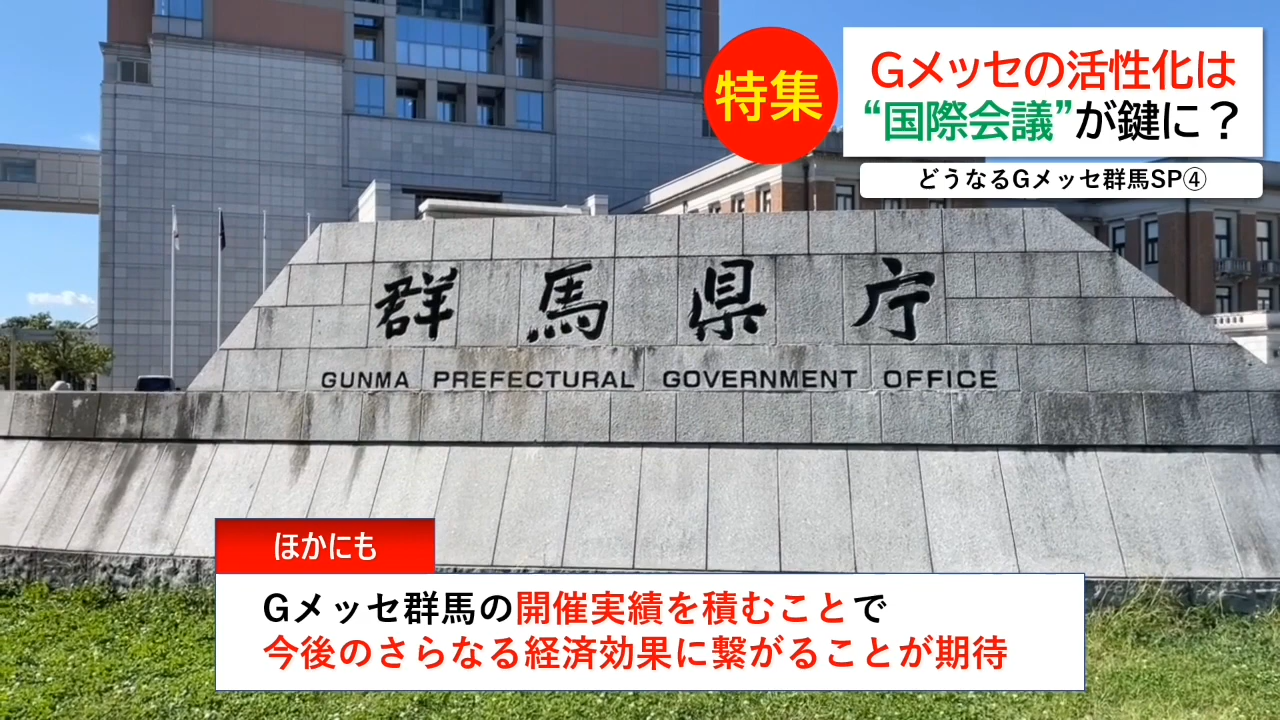 特集
Gメッセの活性化は
“国際会議”が鍵に？
どうなるGメッセ群馬SP④
群馬県庁
GUNMA PREFECTURAL GOVERNMENT OFFICE
ほかにも
Gメッセ群馬の開催実績を積むことで
今後のさらなる経済効果に繋がることが期待